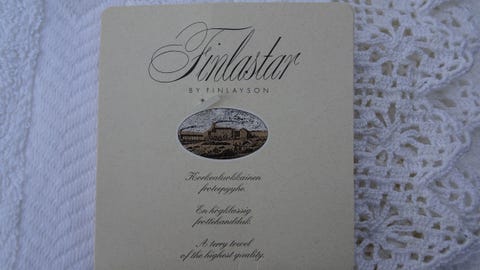 Finlastar
BY FINLAYSON
Korkealuokkainen
froteepyyhe.
En högklassig
frottéhandduk.
A terry towel
of the highest quality.